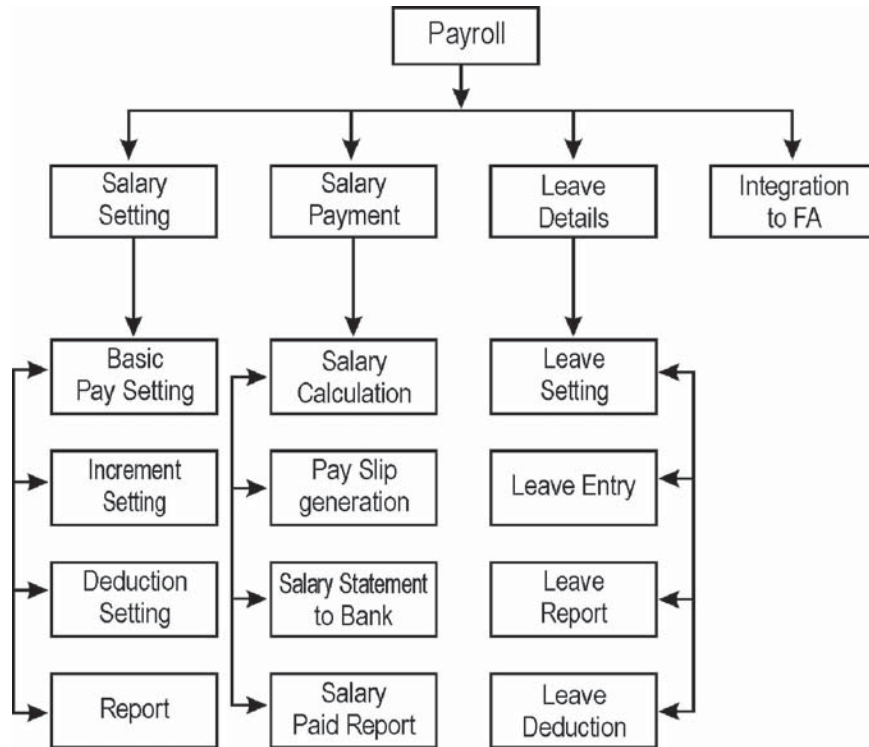 Payroll
Salary
Setting
Salary
Payment
Leave
Details
Integration
to FA
Basic
Pay Setting
Salary
Calculation
Leave
Setting
Increment
Setting
Pay Slip
generation
Leave Entry
Deduction
Setting
Salary Statement
to Bank
Leave
Report
Report
Salary
Paid Report
Leave
Deduction